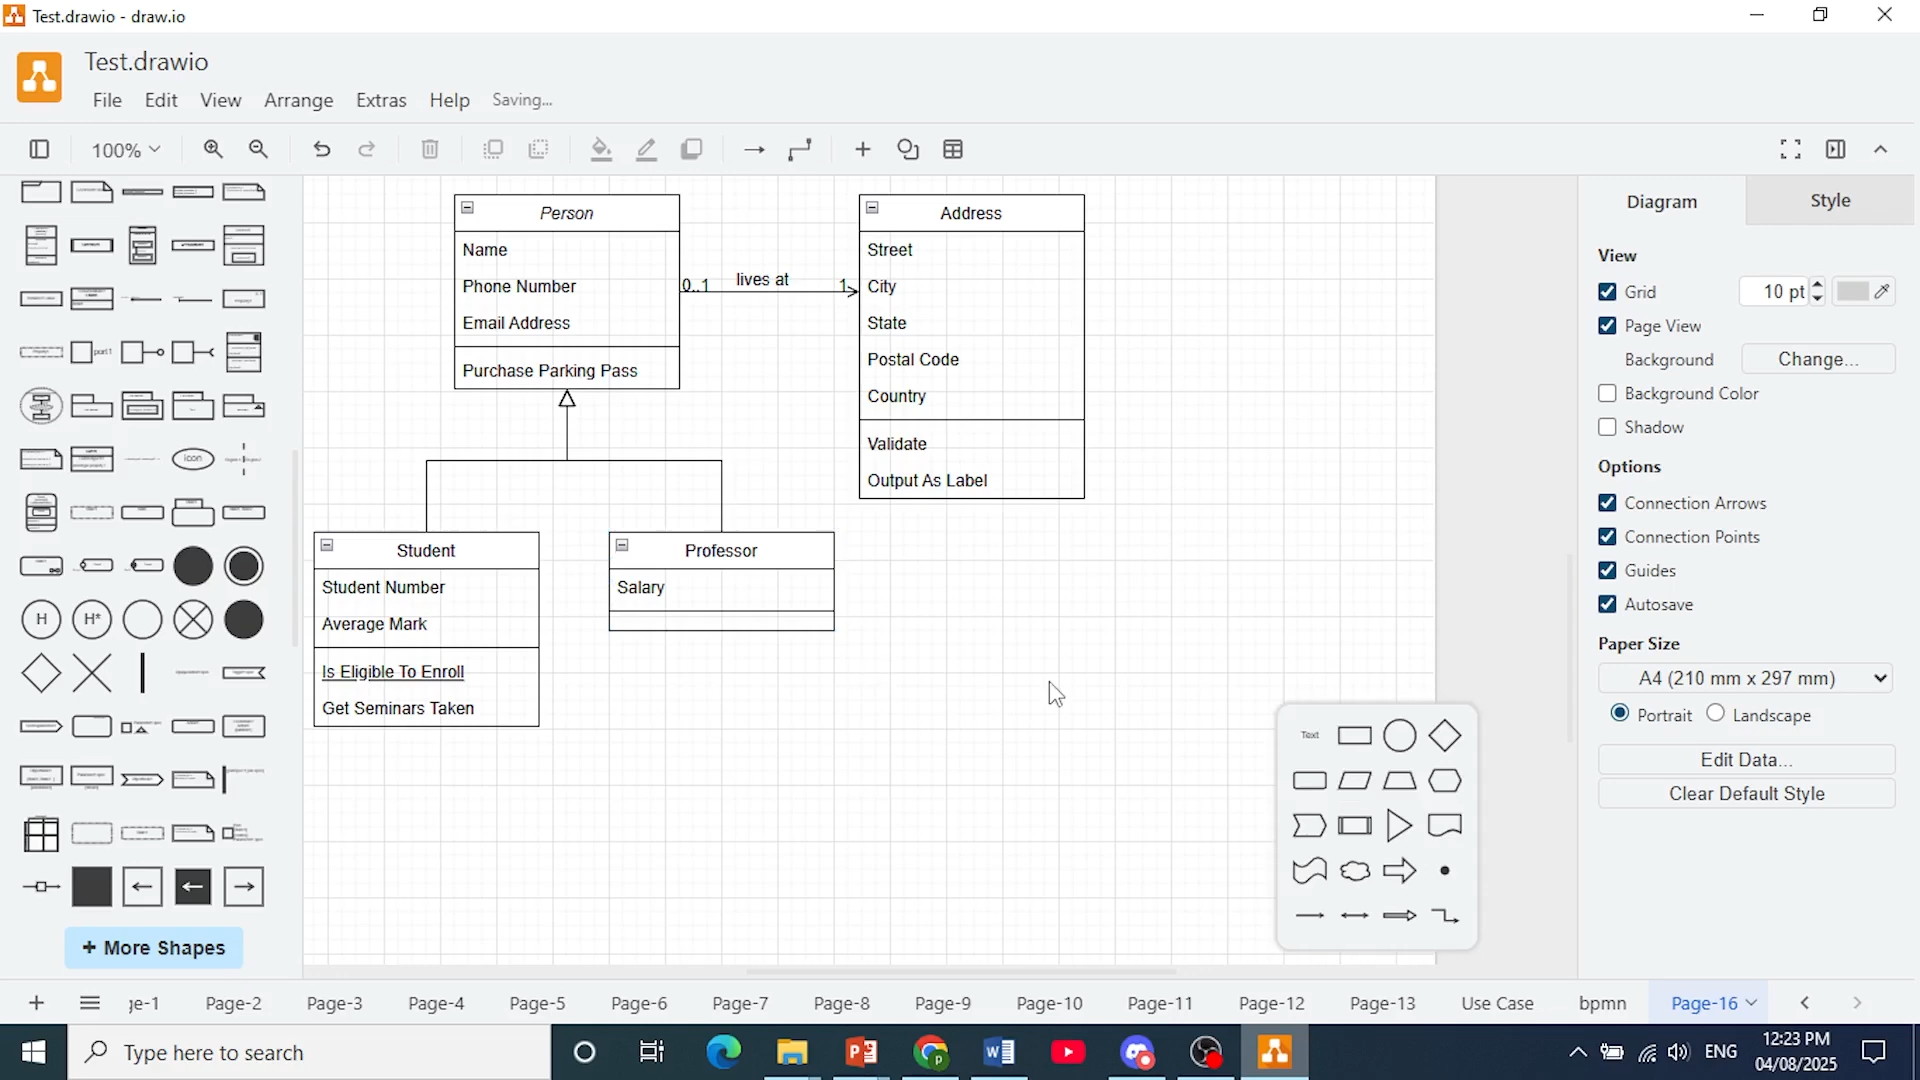 Test.drawio - draw.io
Test.drawio
File Edit View Arrange Extras Help Saving...
100%
Person
Name
Phone Number
Email Address
Purchase Parking Pass
0..1 lives at 1
Address
Street
City
State
Postal Code
Country
Validate
Output As Label
Student
Student Number
Average Mark
Is Eligible To Enroll
Get Seminars Taken
Professor
Salary
icon
H H*
+ More Shapes
Text
Diagram Style
View
Grid 10 pt
Page View
Background Change...
Background Color
Shadow
Options
Connection Arrows
Connection Points
Guides
Autosave
Paper Size
A4 (210 mm x 297 mm)
Portrait Landscape
Edit Data...
Clear Default Style
ge-1 Page-2 Page-3 Page-4 Page-5 Page-6 Page-7 Page-8 Page-9 Page-10 Page-11 Page-12 Page-13 Use Case bpmn Page-16
Type here to search
ENG
12:23 PM
04/08/2025